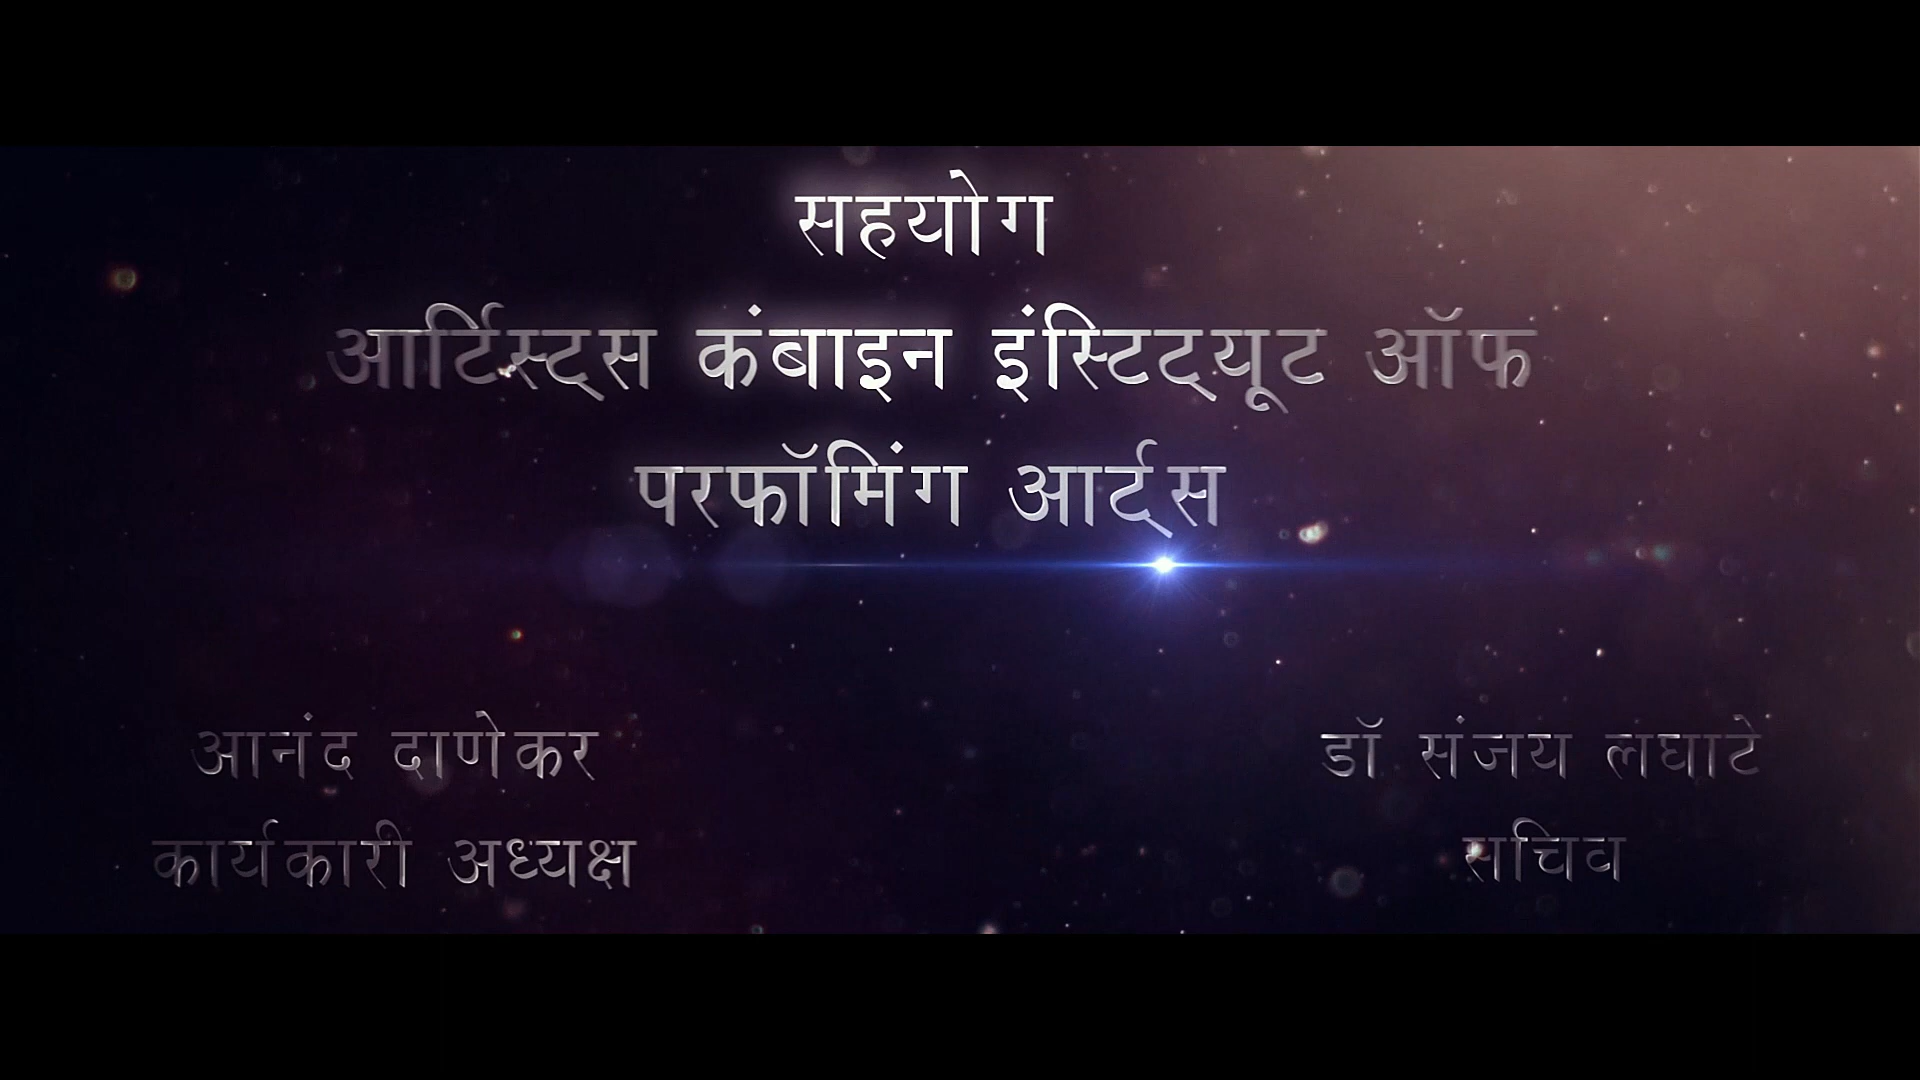 सहयोग
आर्टिस्ट्स कंबाइन इंस्टिट्यूट ऑफ
परफॉमिंग आर्ट्स
आनंद दाणेकर
डॉ संजय लघाटे
कार्यकारी अध्यक्ष
सचिव